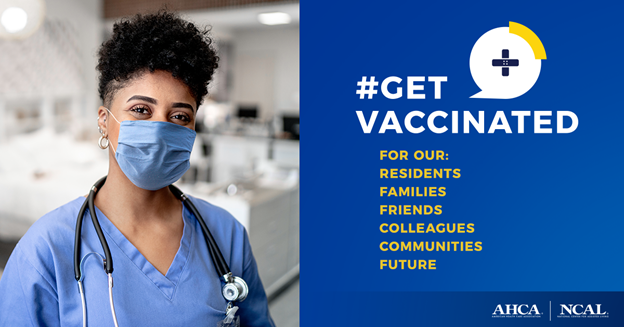 #GET
VACCINATED
FOR OUR:
RESIDENTS
FAMILIES
FRIENDS
COLLEAGUES
COMMUNITIES
FUTURE
AHCA. NCAL.